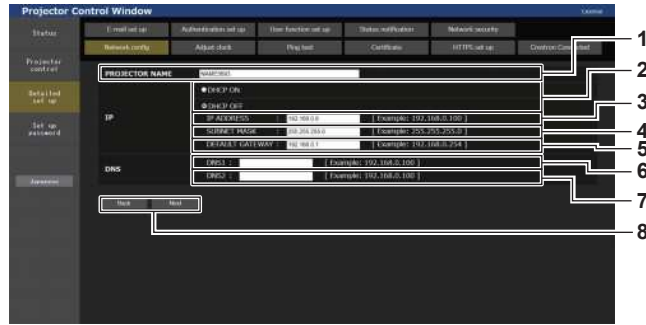 Projector Control Window
License
Status
E-mail set up Authentication set up User function set up Status notification Network security
Network config Adjust clock Ping test Certificate HTTPS set up Crestron Connected
Projector
control
Detailed
set up
Set up
password
Japanese
PROJECTOR NAME NAME9965
IP
DHCP ON
DHCP OFF
IP ADDRESS : 192.168.0.8 [ Example: 192.168.0.100 ]
SUBNET MASK : 255.255.255.0 [ Example: 255.255.255.0 ]
DEFAULT GATEWAY : 192.168.0.1 [ Example: 192.168.0.254 ]
DNS
DNS1 : [ Example: 192.168.0.100 ]
DNS2 : [ Example: 192.168.0.100 ]
Back Next
1
2
3
4
5
6
7
8